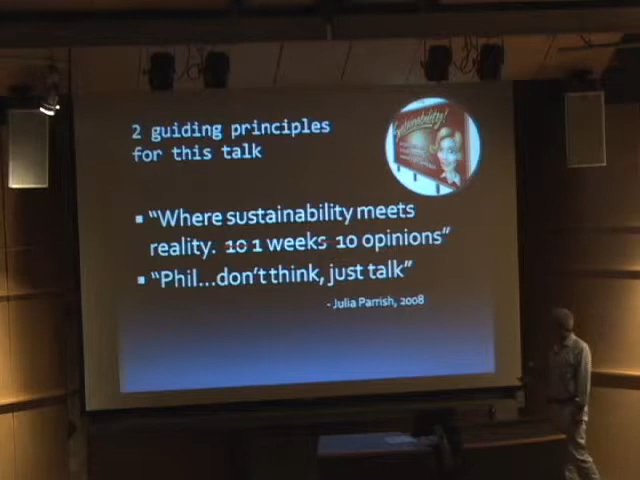 2 guiding principles
for this talk
Sustainability!
▪ “Where sustainability meets
reality. 10 1 weeks 10 opinions”
▪ “Phil...don’t think, just talk”
- Julia Parrish, 2008